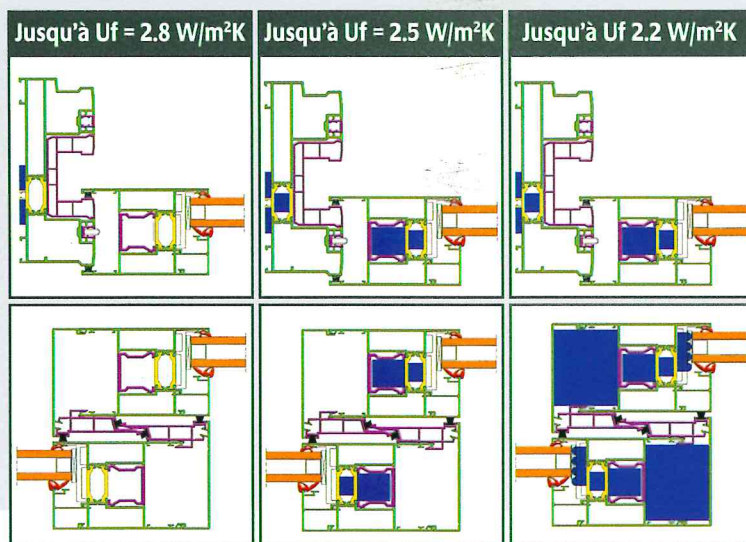 Jusqu'à Uf = 2.8 W/m²K
Jusqu'à Uf = 2.5 W/m²K
Jusqu'à Uf 2.2 W/m²K